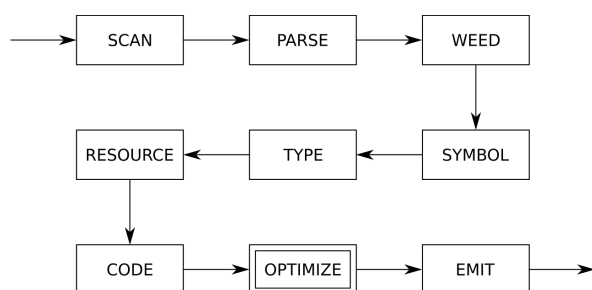 SCAN PARSE WEED
RESOURCE TYPE SYMBOL
CODE OPTIMIZE EMIT